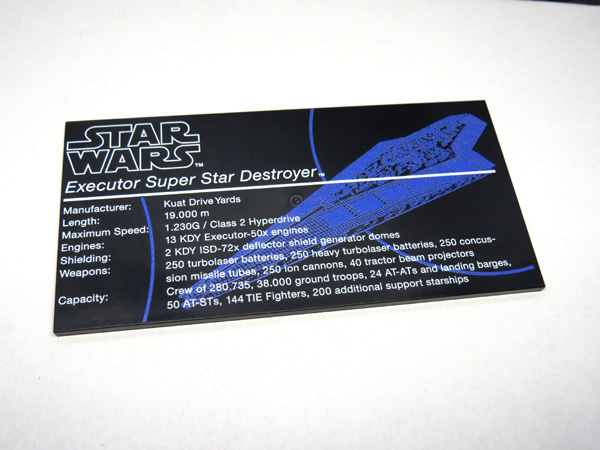 STAR
WARS™
Executor Super Star Destroyer™
Manufacturer: Kuat Drive Yards
Length: 19.000 m
Maximum Speed: 1.230G / Class 2 Hyperdrive
Engines: 13 KDY Executor-50x engines
Shielding: 2 KDY ISD-72x deflector shield generator domes
Weapons: 250 turbolaser batteries, 250 heavy turbolaser batteries, 250 concus-
sion missile tubes, 250 ion cannons, 40 tractor beam projectors
Capacity: Crew of 280,735, 38.000 ground troops, 24 AT-ATs and landing barges,
50 AT-STs, 144 TIE Fighters, 200 additional support starships